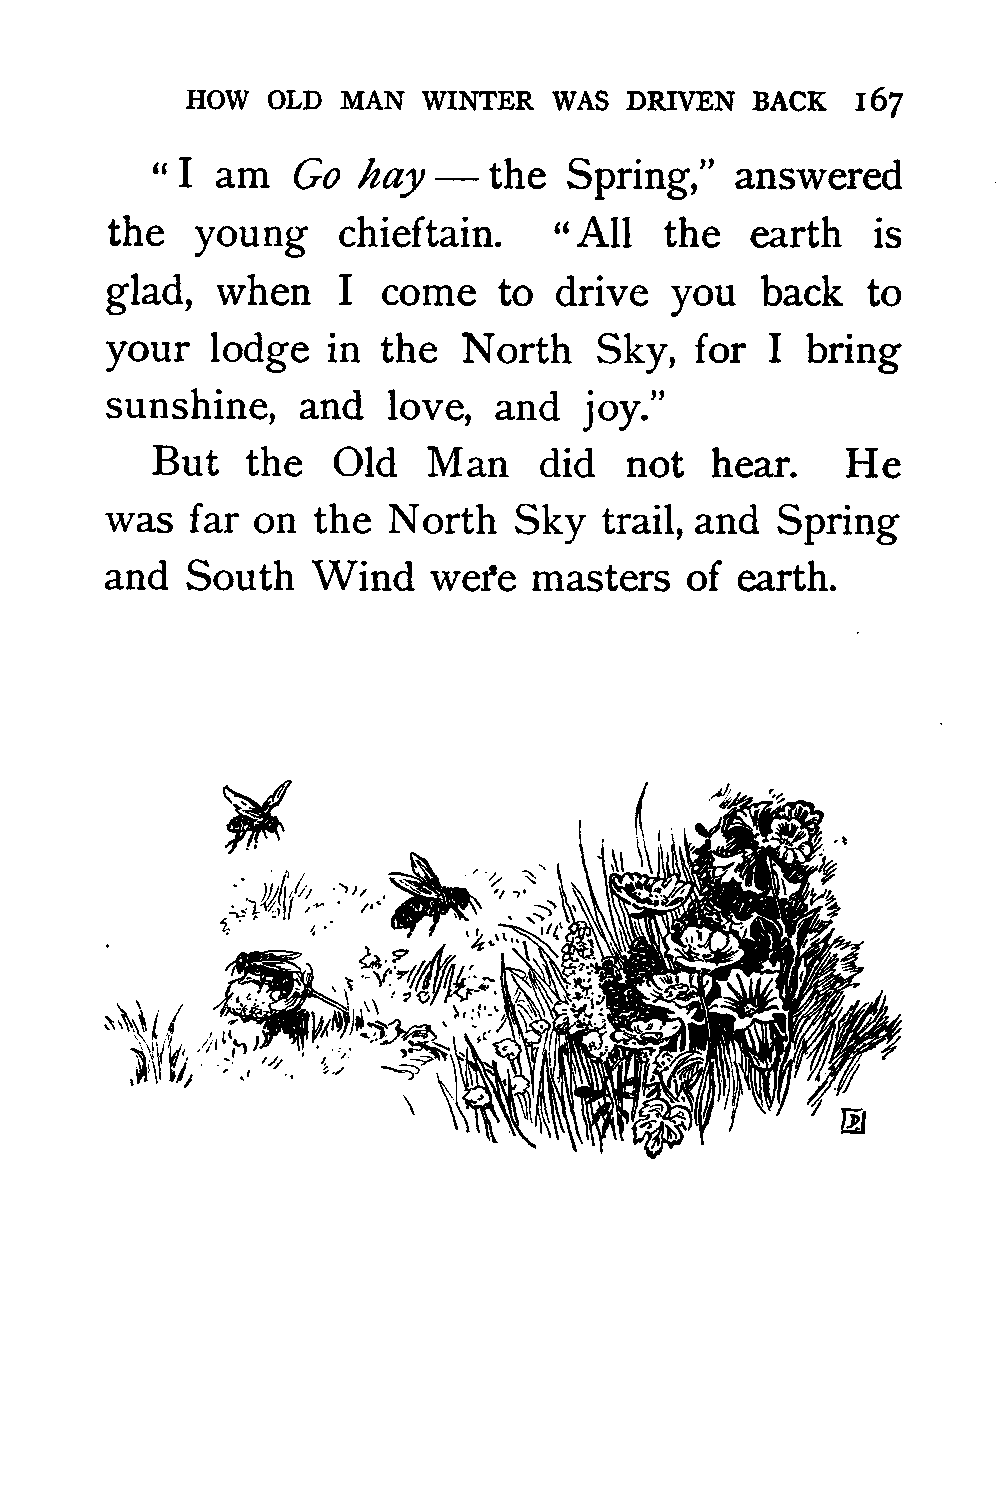 HOW OLD MAN WINTER WAS DRIVEN BACK 167
“I am Go hay — the Spring,” answered
the young chieftain. “All the earth is
glad, when I come to drive you back to
your lodge in the North Sky, for I bring
sunshine, and love, and joy.”
But the Old Man did not hear. He
was far on the North Sky trail, and Spring
and South Wind were masters of earth.